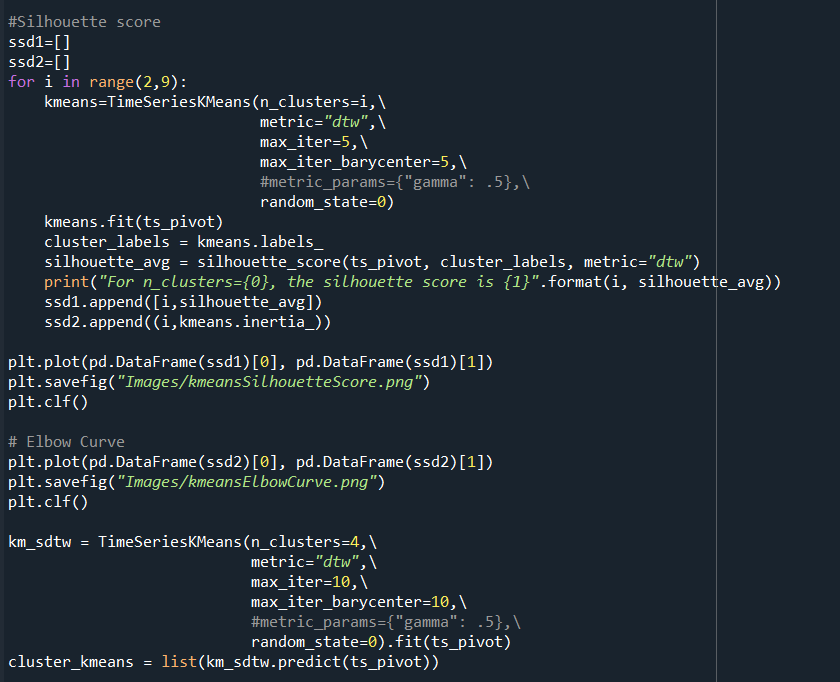 #Silhouette score
ssd1=[]
ssd2=[]
for i in range(2,9):
    kmeans=TimeSeriesKMeans(n_clusters=i,\
                            metric="dtw",\
                            max_iter=5,\
                            max_iter_barycenter=5,\
                            #metric_params={"gamma": .5},\
                            random_state=0)
    kmeans.fit(ts_pivot)
    cluster_labels = kmeans.labels_
    silhouette_avg = silhouette_score(ts_pivot, cluster_labels, metric="dtw")
    print("For n_clusters={0}, the silhouette score is {1}".format(i, silhouette_avg))
    ssd1.append([i,silhouette_avg])
    ssd2.append((i,kmeans.inertia_))

plt.plot(pd.DataFrame(ssd1)[0], pd.DataFrame(ssd1)[1])
plt.savefig("Images/kmeansSilhouetteScore.png")
plt.clf()

# Elbow Curve
plt.plot(pd.DataFrame(ssd2)[0], pd.DataFrame(ssd2)[1])
plt.savefig("Images/kmeansElbowCurve.png")
plt.clf()

km_sdtw = TimeSeriesKMeans(n_clusters=4,\
                           metric="dtw",\
                           max_iter=10,\
                           max_iter_barycenter=10,\
                           #metric_params={"gamma": .5},\
                           random_state=0).fit(ts_pivot)
cluster_kmeans = list(km_sdtw.predict(ts_pivot))